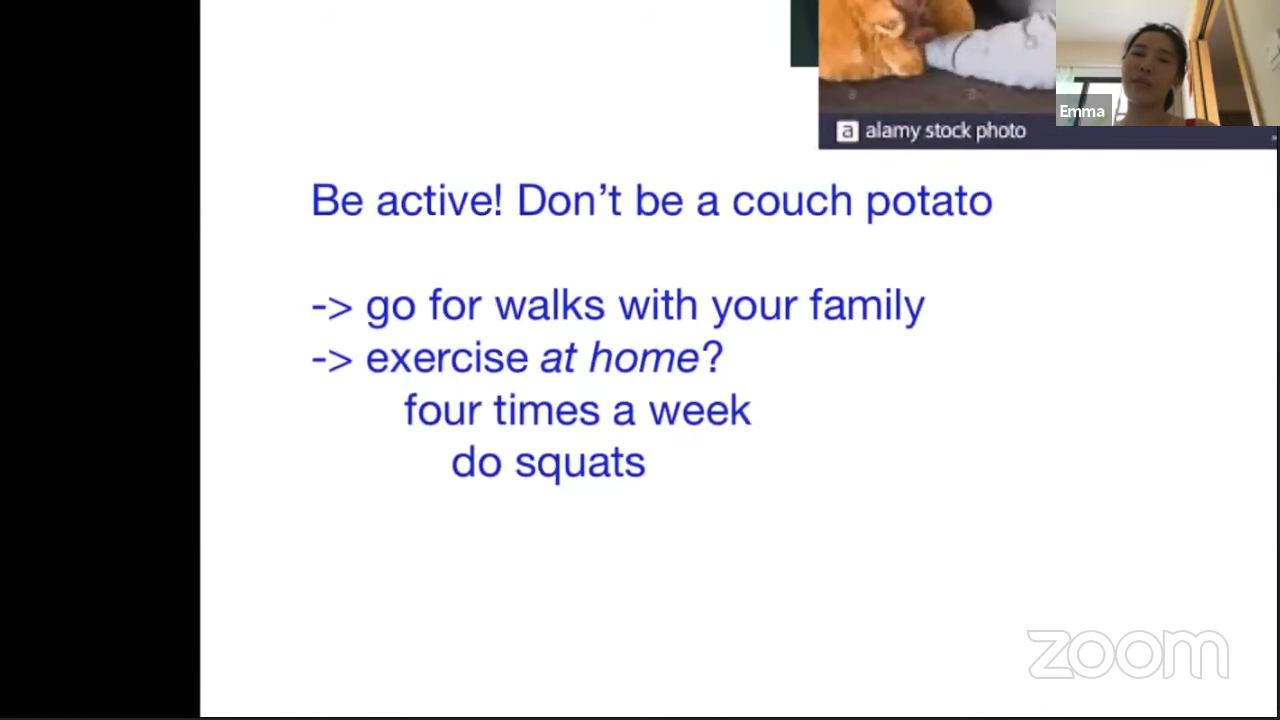 a alamy stock photo
Emma
Be active! Don’t be a couch potato
-> go for walks with your family
-> exercise at home?
four times a week
do squats
zoom